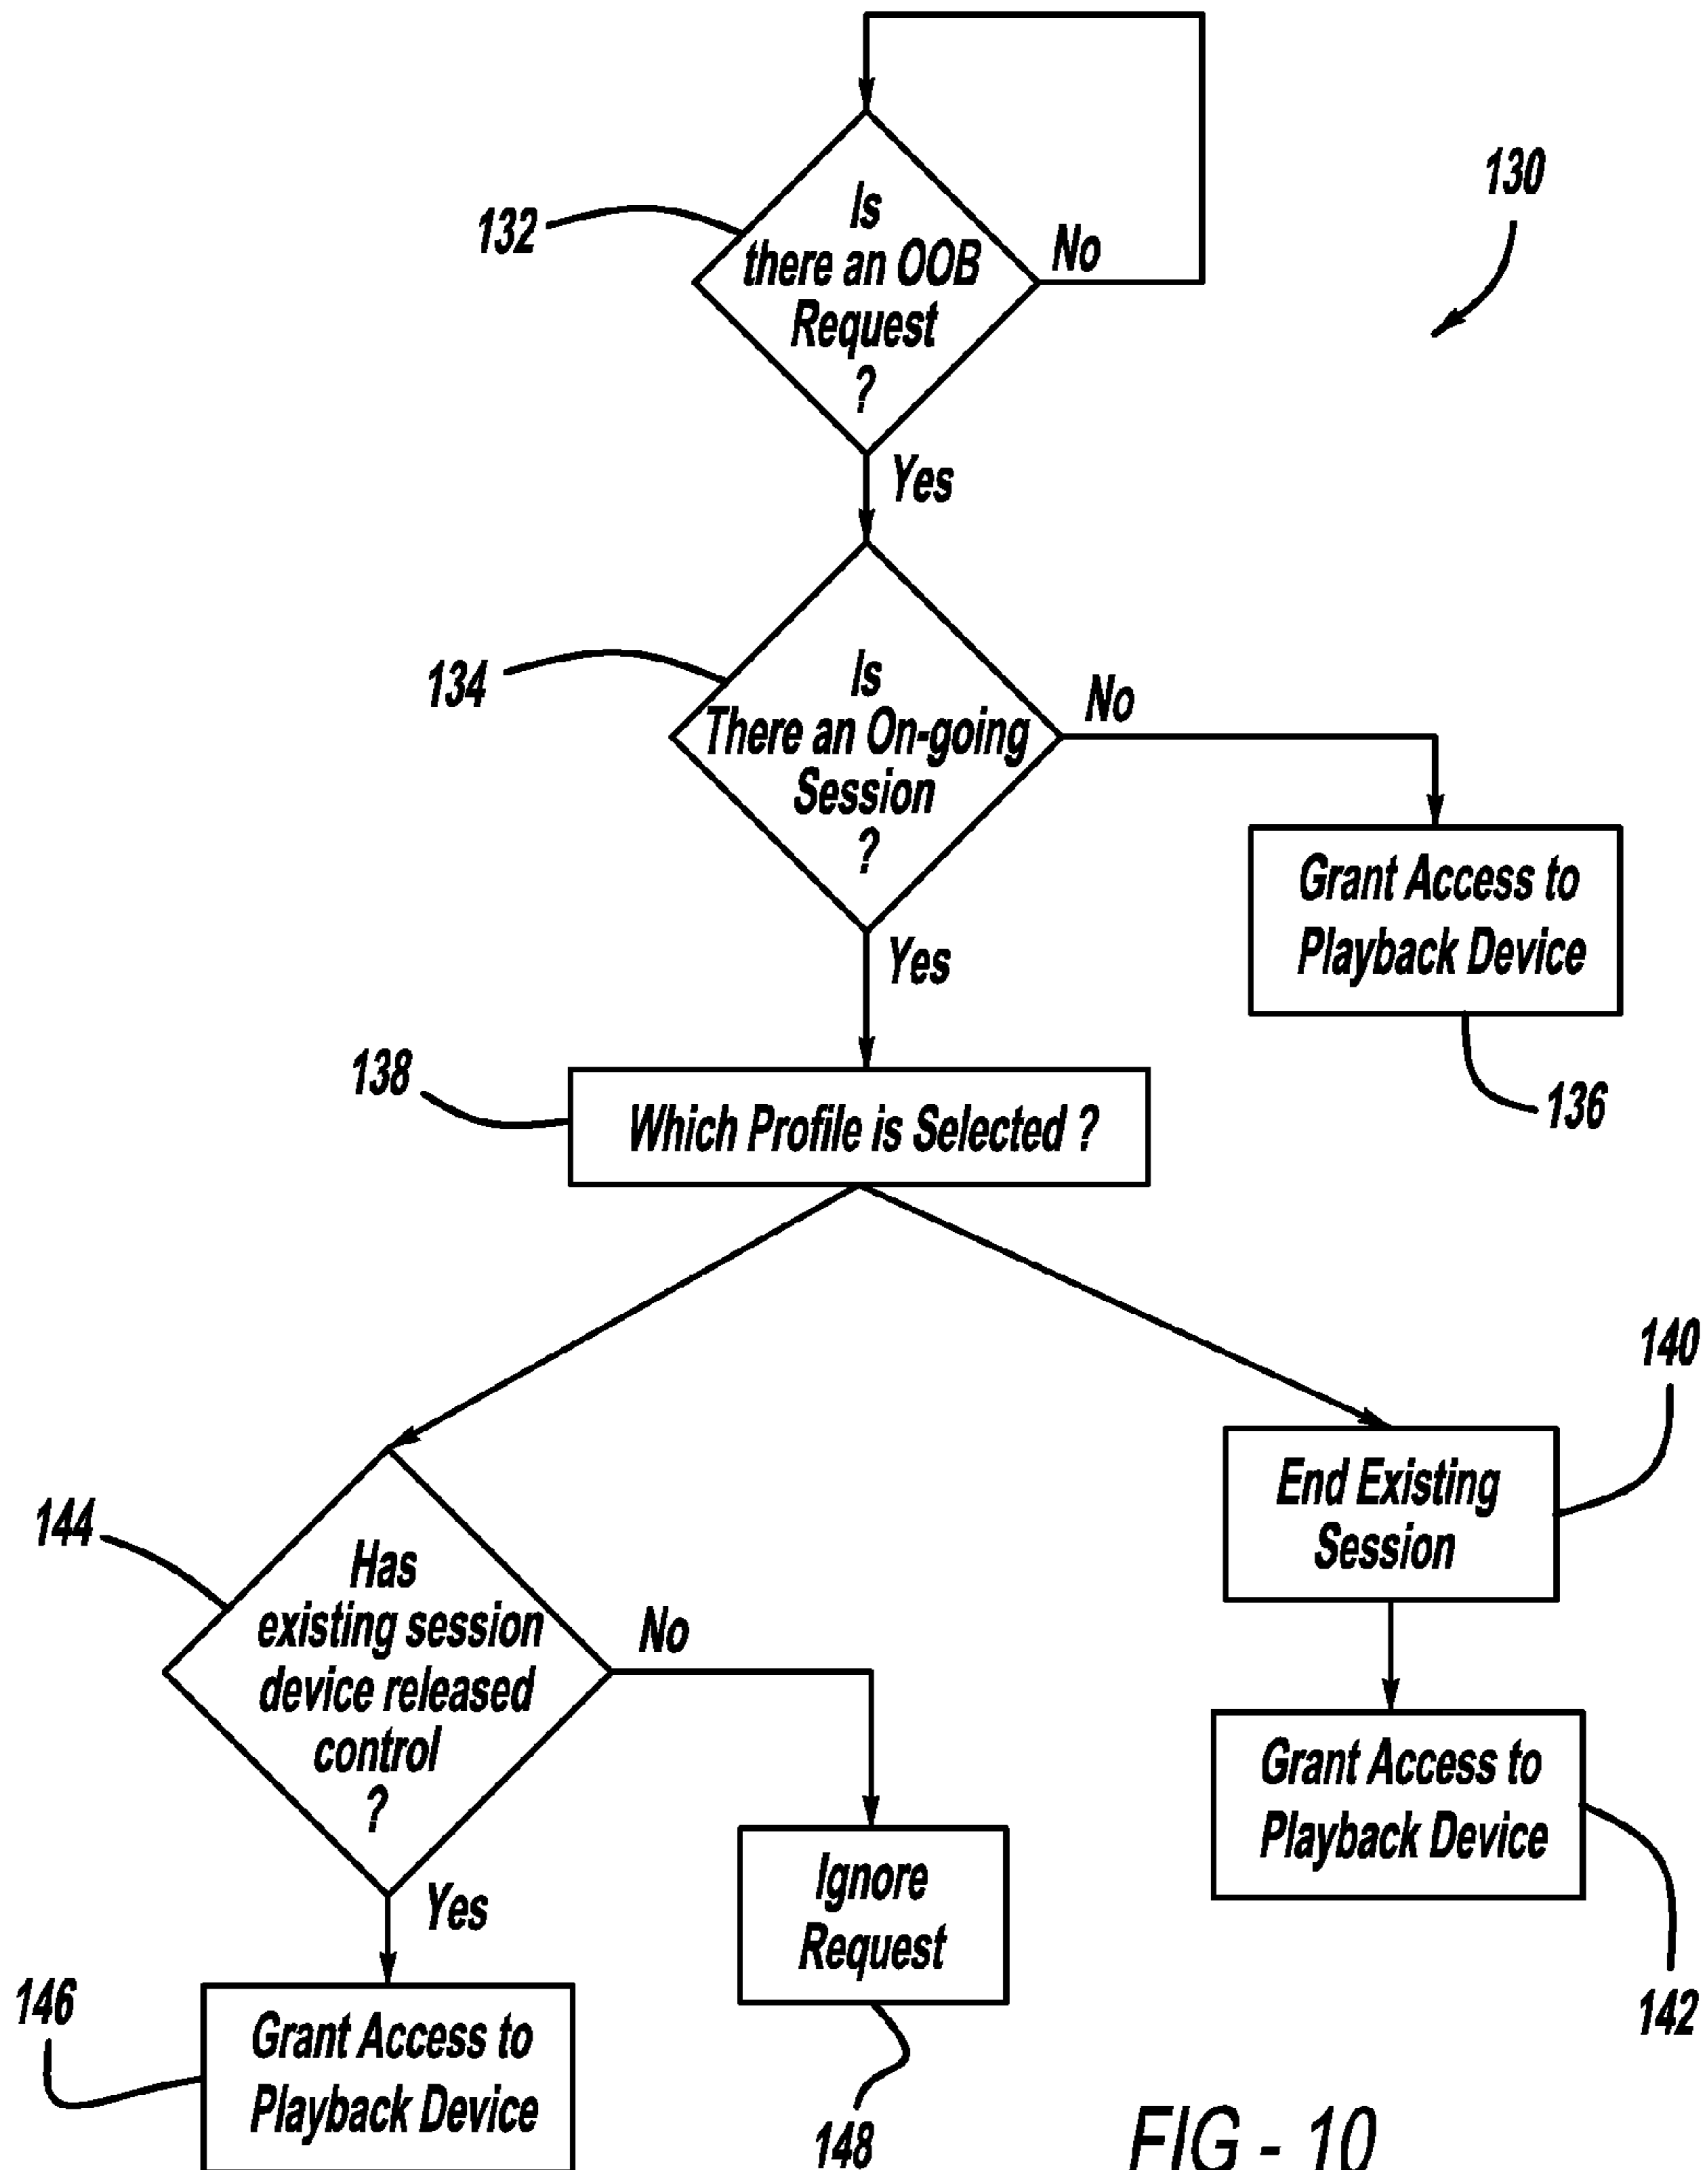 130
132
Is
there an OOB
Request
?
No
Yes
134
Is
There an On-going
Session
?
No
Grant Access to
Playback Device
136
Yes
138
Which Profile is Selected ?
140
End Existing
Session
144
Has
existing session
device released
control
?
No
Grant Access to
Playback Device
142
Ignore
Request
148
Yes
146
Grant Access to
Playback Device
FIG - 10